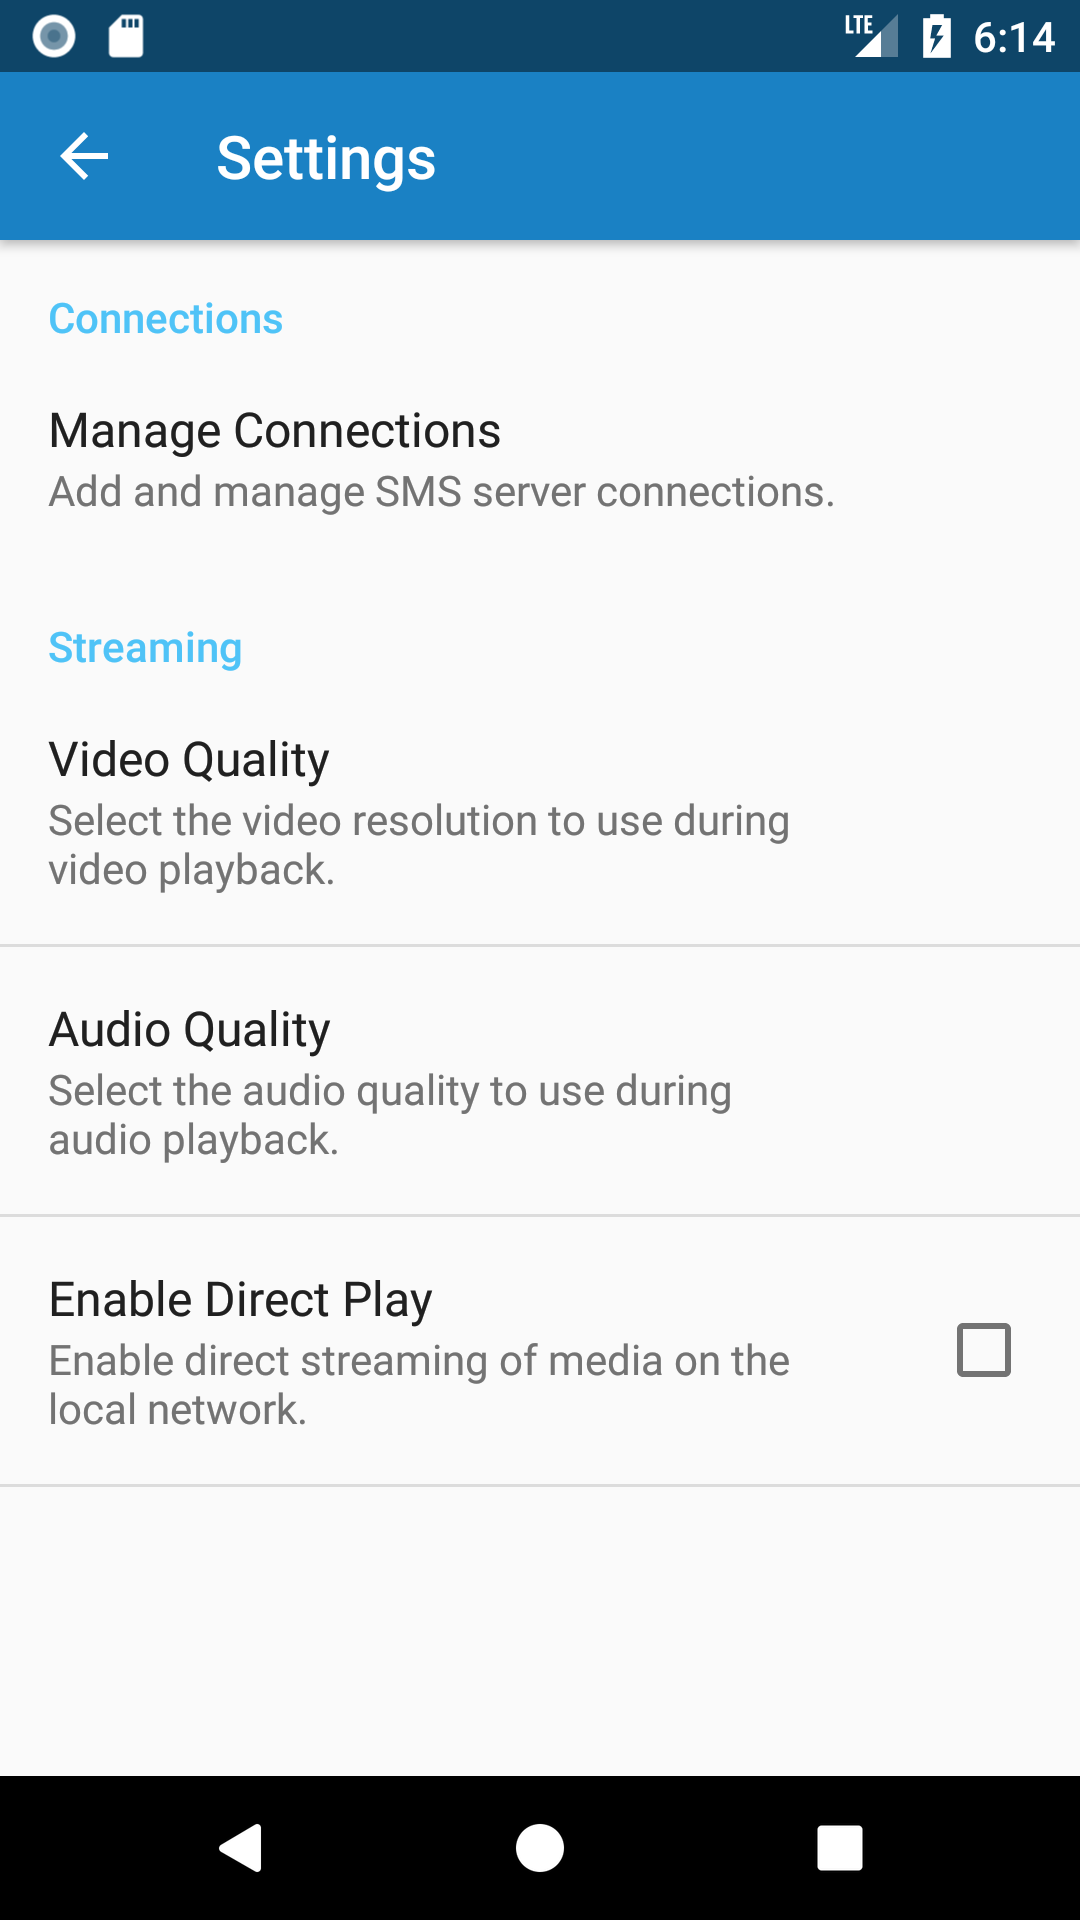 LTE 6:14
Settings
Connections
Manage Connections
Add and manage SMS server connections.
Streaming
Video Quality
Select the video resolution to use during
video playback.
Audio Quality
Select the audio quality to use during
audio playback.
Enable Direct Play
Enable direct streaming of media on the
local network.